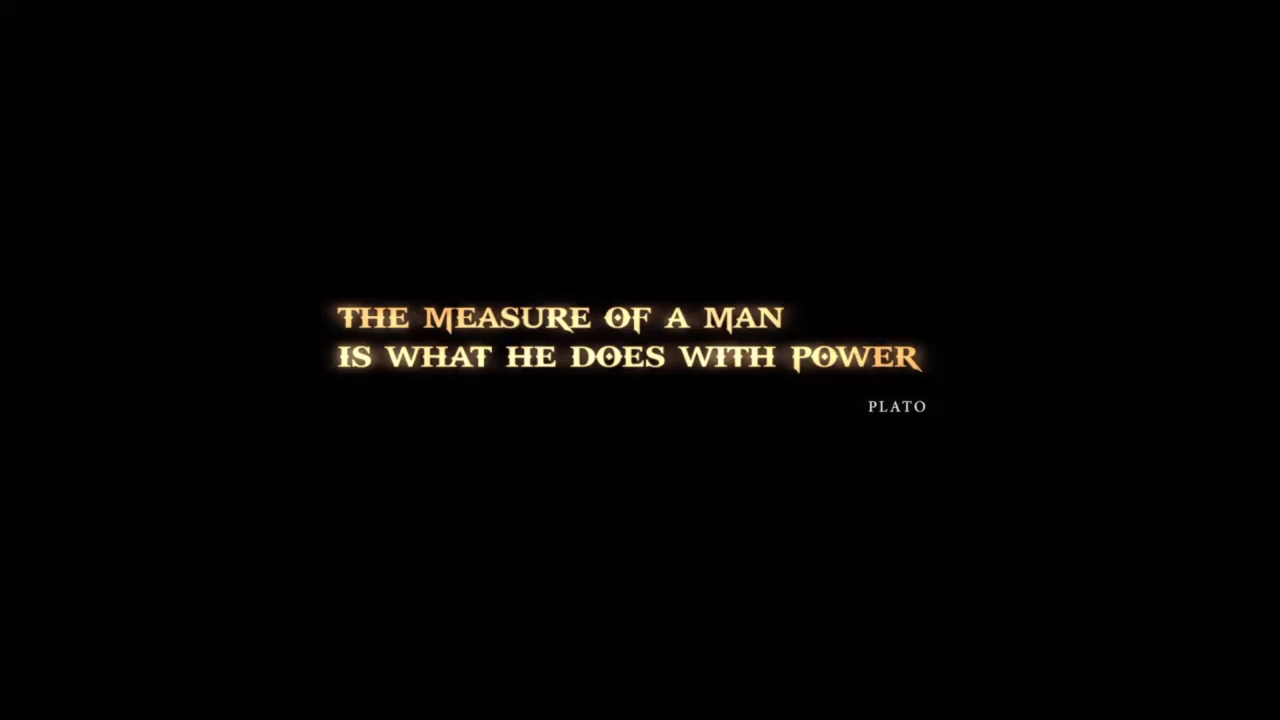 THE MEASURE OF A MAN
IS WHAT HE DOES WITH POWER
PLATO